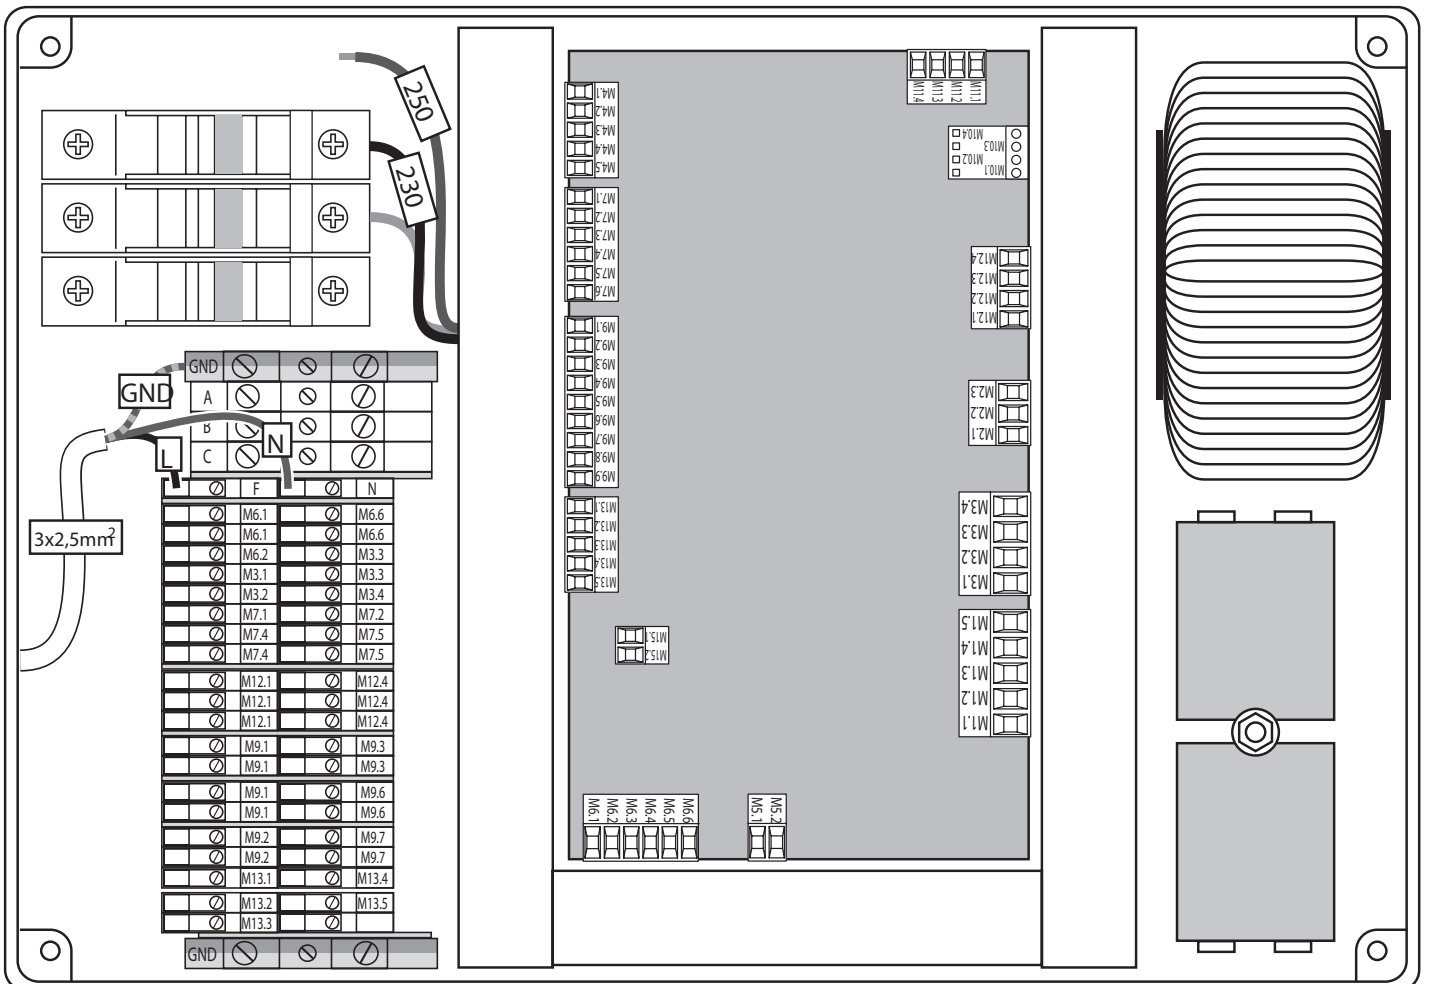 250
230
GND
GND
A
B
N
L
C
F N
3x2,5mm²
M6.1 M6.6
M6.1 M6.6
M6.2 M3.3
M3.1 M3.3
M3.2 M3.4
M7.1 M7.2
M7.4 M7.5
M7.4 M7.5
M12.1 M12.4
M12.1 M12.4
M12.1 M12.4
M9.1 M9.3
M9.1 M9.3
M9.1 M9.6
M9.1 M9.6
M9.2 M9.7
M9.2 M9.7
M13.1 M13.4
M13.2 M13.5
M13.3
GND
M4.1
M4.2
M4.3
M4.4
M4.5
M7.1
M7.2
M7.3
M7.4
M7.5
M7.6
M9.1
M9.2
M9.3
M9.4
M9.5
M9.6
M9.7
M9.8
M9.9
M13.1
M13.2
M13.3
M13.4
M13.5
M15.1
M15.2
M6.1 M6.2 M6.3 M6.4 M6.5 M6.6
M5.1 M5.2
M11.4 M11.3 M11.2 M11.1
M10.4
M10.3
M10.2
M10.1
M12.4
M12.3
M12.2
M12.1
M2.3
M2.2
M2.1
M3.4
M3.3
M3.2
M3.1
M1.5
M1.4
M1.3
M1.2
M1.1